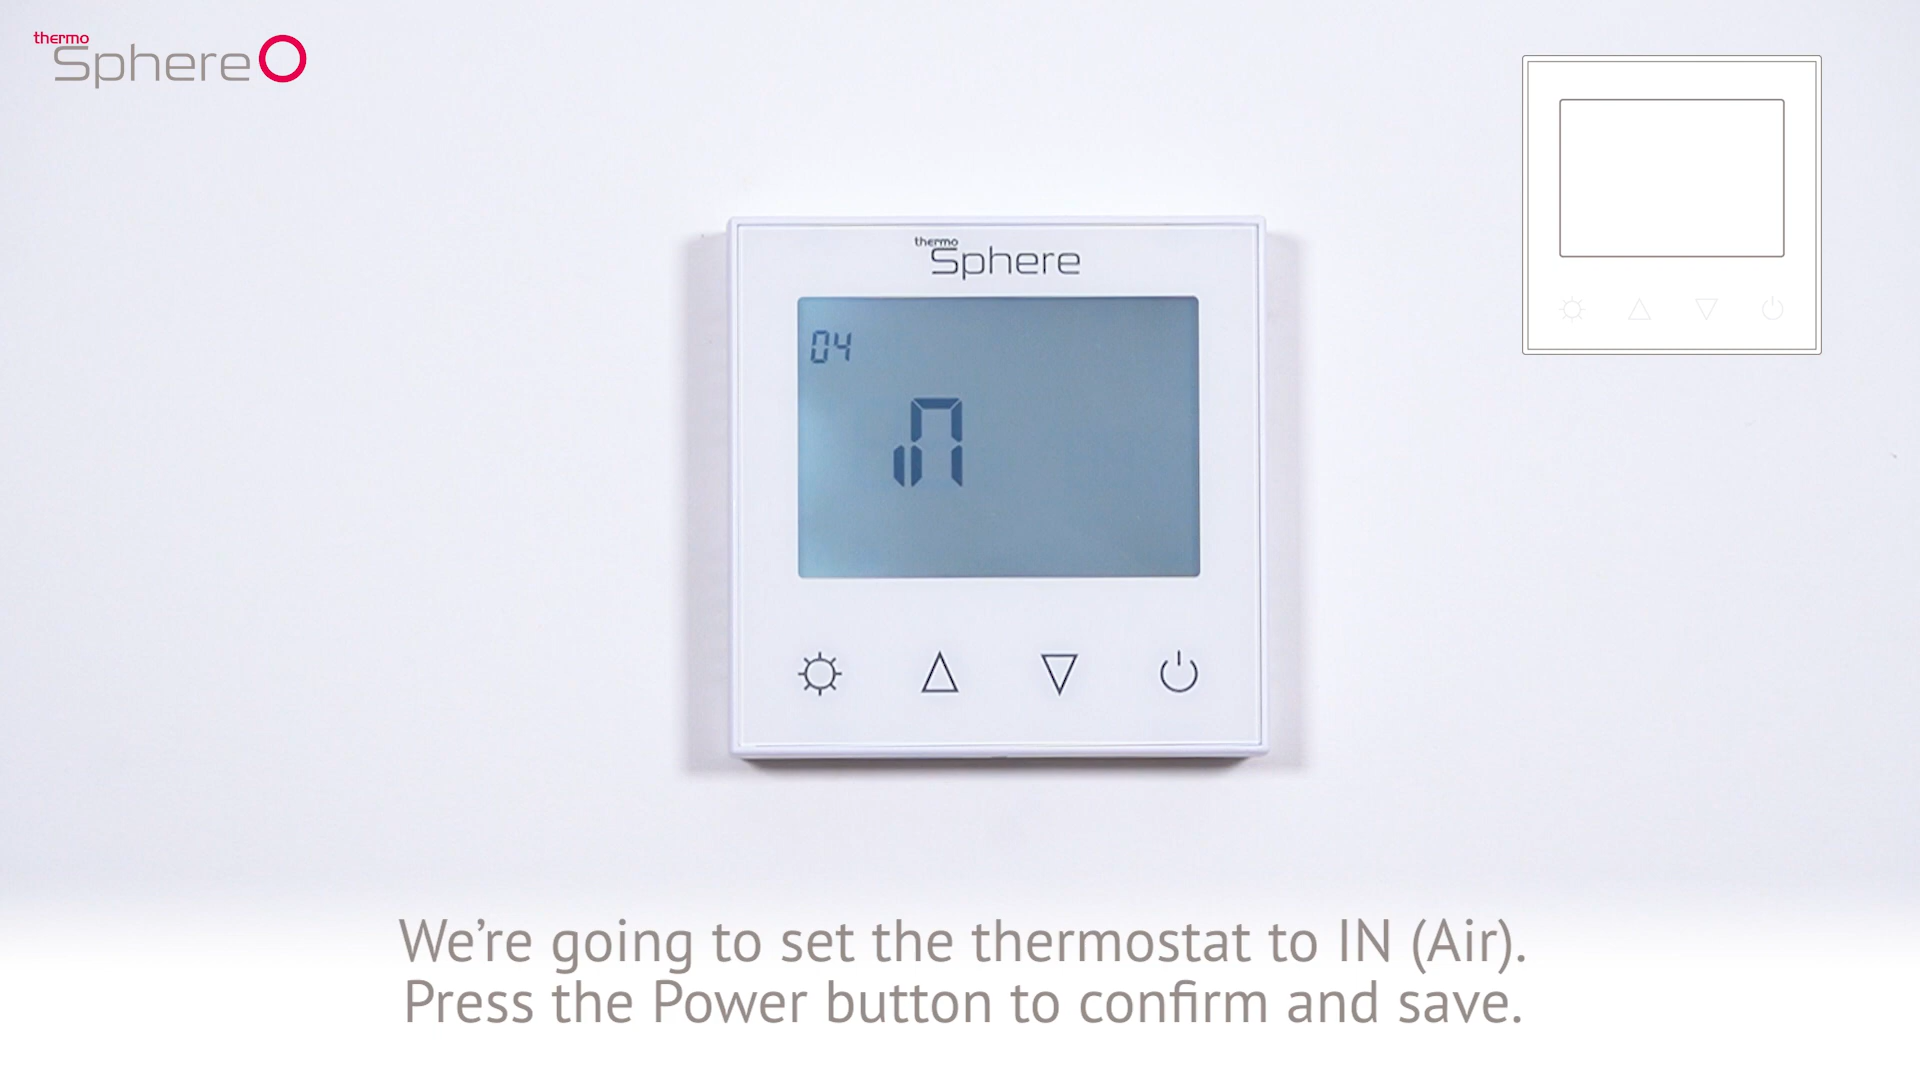 thermo
Sphere
thermo
Sphere
04
in
We're going to set the thermostat to IN (Air).
Press the Power button to confirm and save.